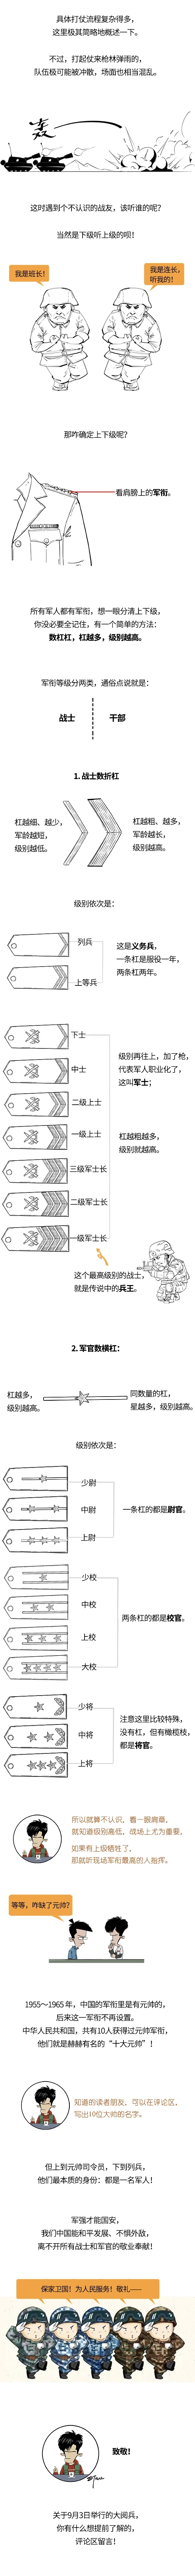 具体打仗流程复杂得多，
这里极其简略地概述一下。
不过，打起仗来枪林弹雨的，
队伍极可能被冲散，场面也相当混乱。
轰
这时遇到个不认识的战友，该听谁的呢？
当然是下级听上级的呗！
我是班长！
我是连长，
听我的！
那咋确定上下级呢？
看肩膀上的军衔。
所有军人都有军衔，想一眼分清上下级，
你没必要全记住，有一个简单的方法：
数杠杠，杠越多，级别越高。
军衔等级分两类，通俗点说就是：
战士
干部
1. 战士数折杠
杠越细、越少，
军龄越短，
级别越低。
杠越粗、越多，
军龄越长，
级别越高。
级别依次是：
列兵
上等兵
这是义务兵，
一条杠是服役一年，
两条杠两年。
下士
中士
二级上士
一级上士
三级军士长
二级军士长
一级军士长
级别再往上，加了枪，
代表军人职业化了，
这叫军士；
杠越粗越多，
级别就越高。
这个最高级别的战士，
就是传说中的兵王。
2. 军官数横杠：
杠越多，
级别越高。
同数量的杠，
星越多，级别越高。
级别依次是：
少尉
中尉
上尉
一条杠的都是尉官。
少校
中校
上校
大校
两条杠的都是校官。
少将
中将
上将
注意这里比较特殊，
没有杠，但有橄榄枝，
都是将官。
所以就算不认识，看一眼肩章，
就知道级别高低，战场上尤为重要，
如果有上级牺牲了，
那就听现场军衔最高的人指挥。
等等，咋缺了元帅？
1955～1965 年，中国的军衔里是有元帅的，
后来这一军衔不再设置。
中华人民共和国，共有10人获得过元帅军衔，
他们就是赫赫有名的“十大元帅”！
知道的读者朋友，可以在评论区，
写出10位大帅的名字。
但上到元帅司令员，下到列兵，
他们最本质的身份：都是一名军人！
军强才能国安，
我们中国能和平发展、不惧外敌，
离不开所有战士和军官的敬业奉献！
保家卫国！为人民服务！敬礼——
致敬！
关于9月3日举行的大阅兵，
你有什么想提前了解的，
评论区留言！